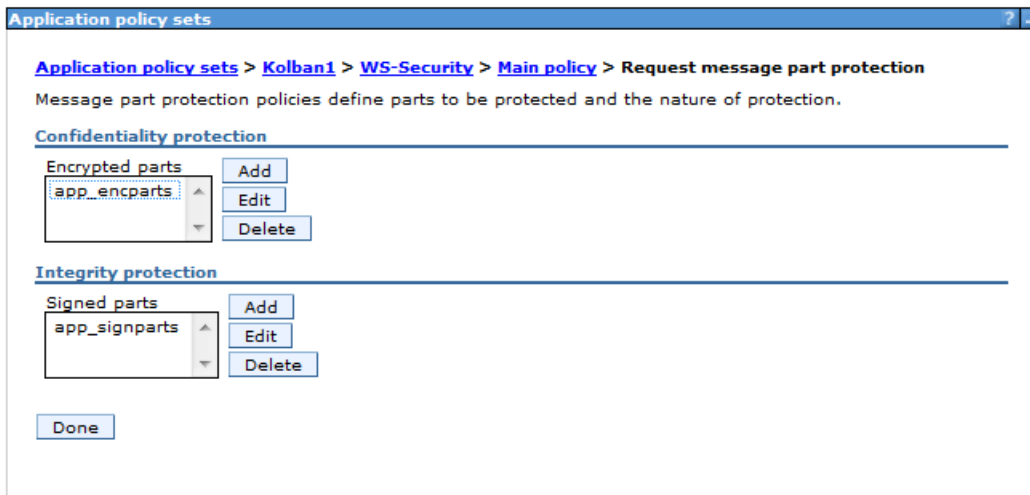 Application policy sets ? -
Application policy sets > Kolban1 > WS-Security > Main policy > Request message part protection
Message part protection policies define parts to be protected and the nature of protection.
Confidentiality protection
Encrypted parts
Add
app_encparts
Edit
Delete
Integrity protection
Signed parts
Add
app_signparts
Edit
Delete
Done